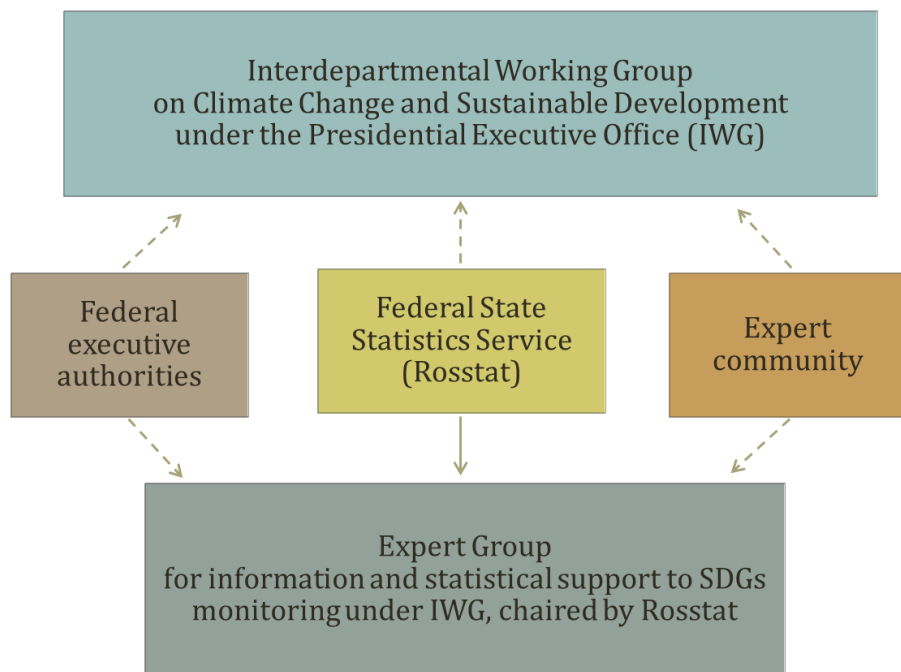 Interdepartmental Working Group
on Climate Change and Sustainable Development
under the Presidential Executive Office (IWG)
Federal
executive
authorities
Federal State
Statistics Service
(Rosstat)
Expert
community
Expert Group
for information and statistical support to SDGs
monitoring under IWG, chaired by Rosstat